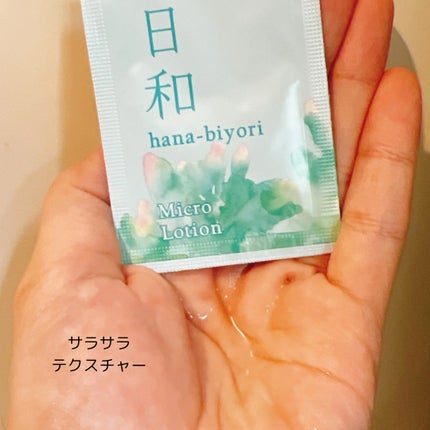 日
和
hana-biyori
Micro
Lotion
サラサラ
テクスチャー